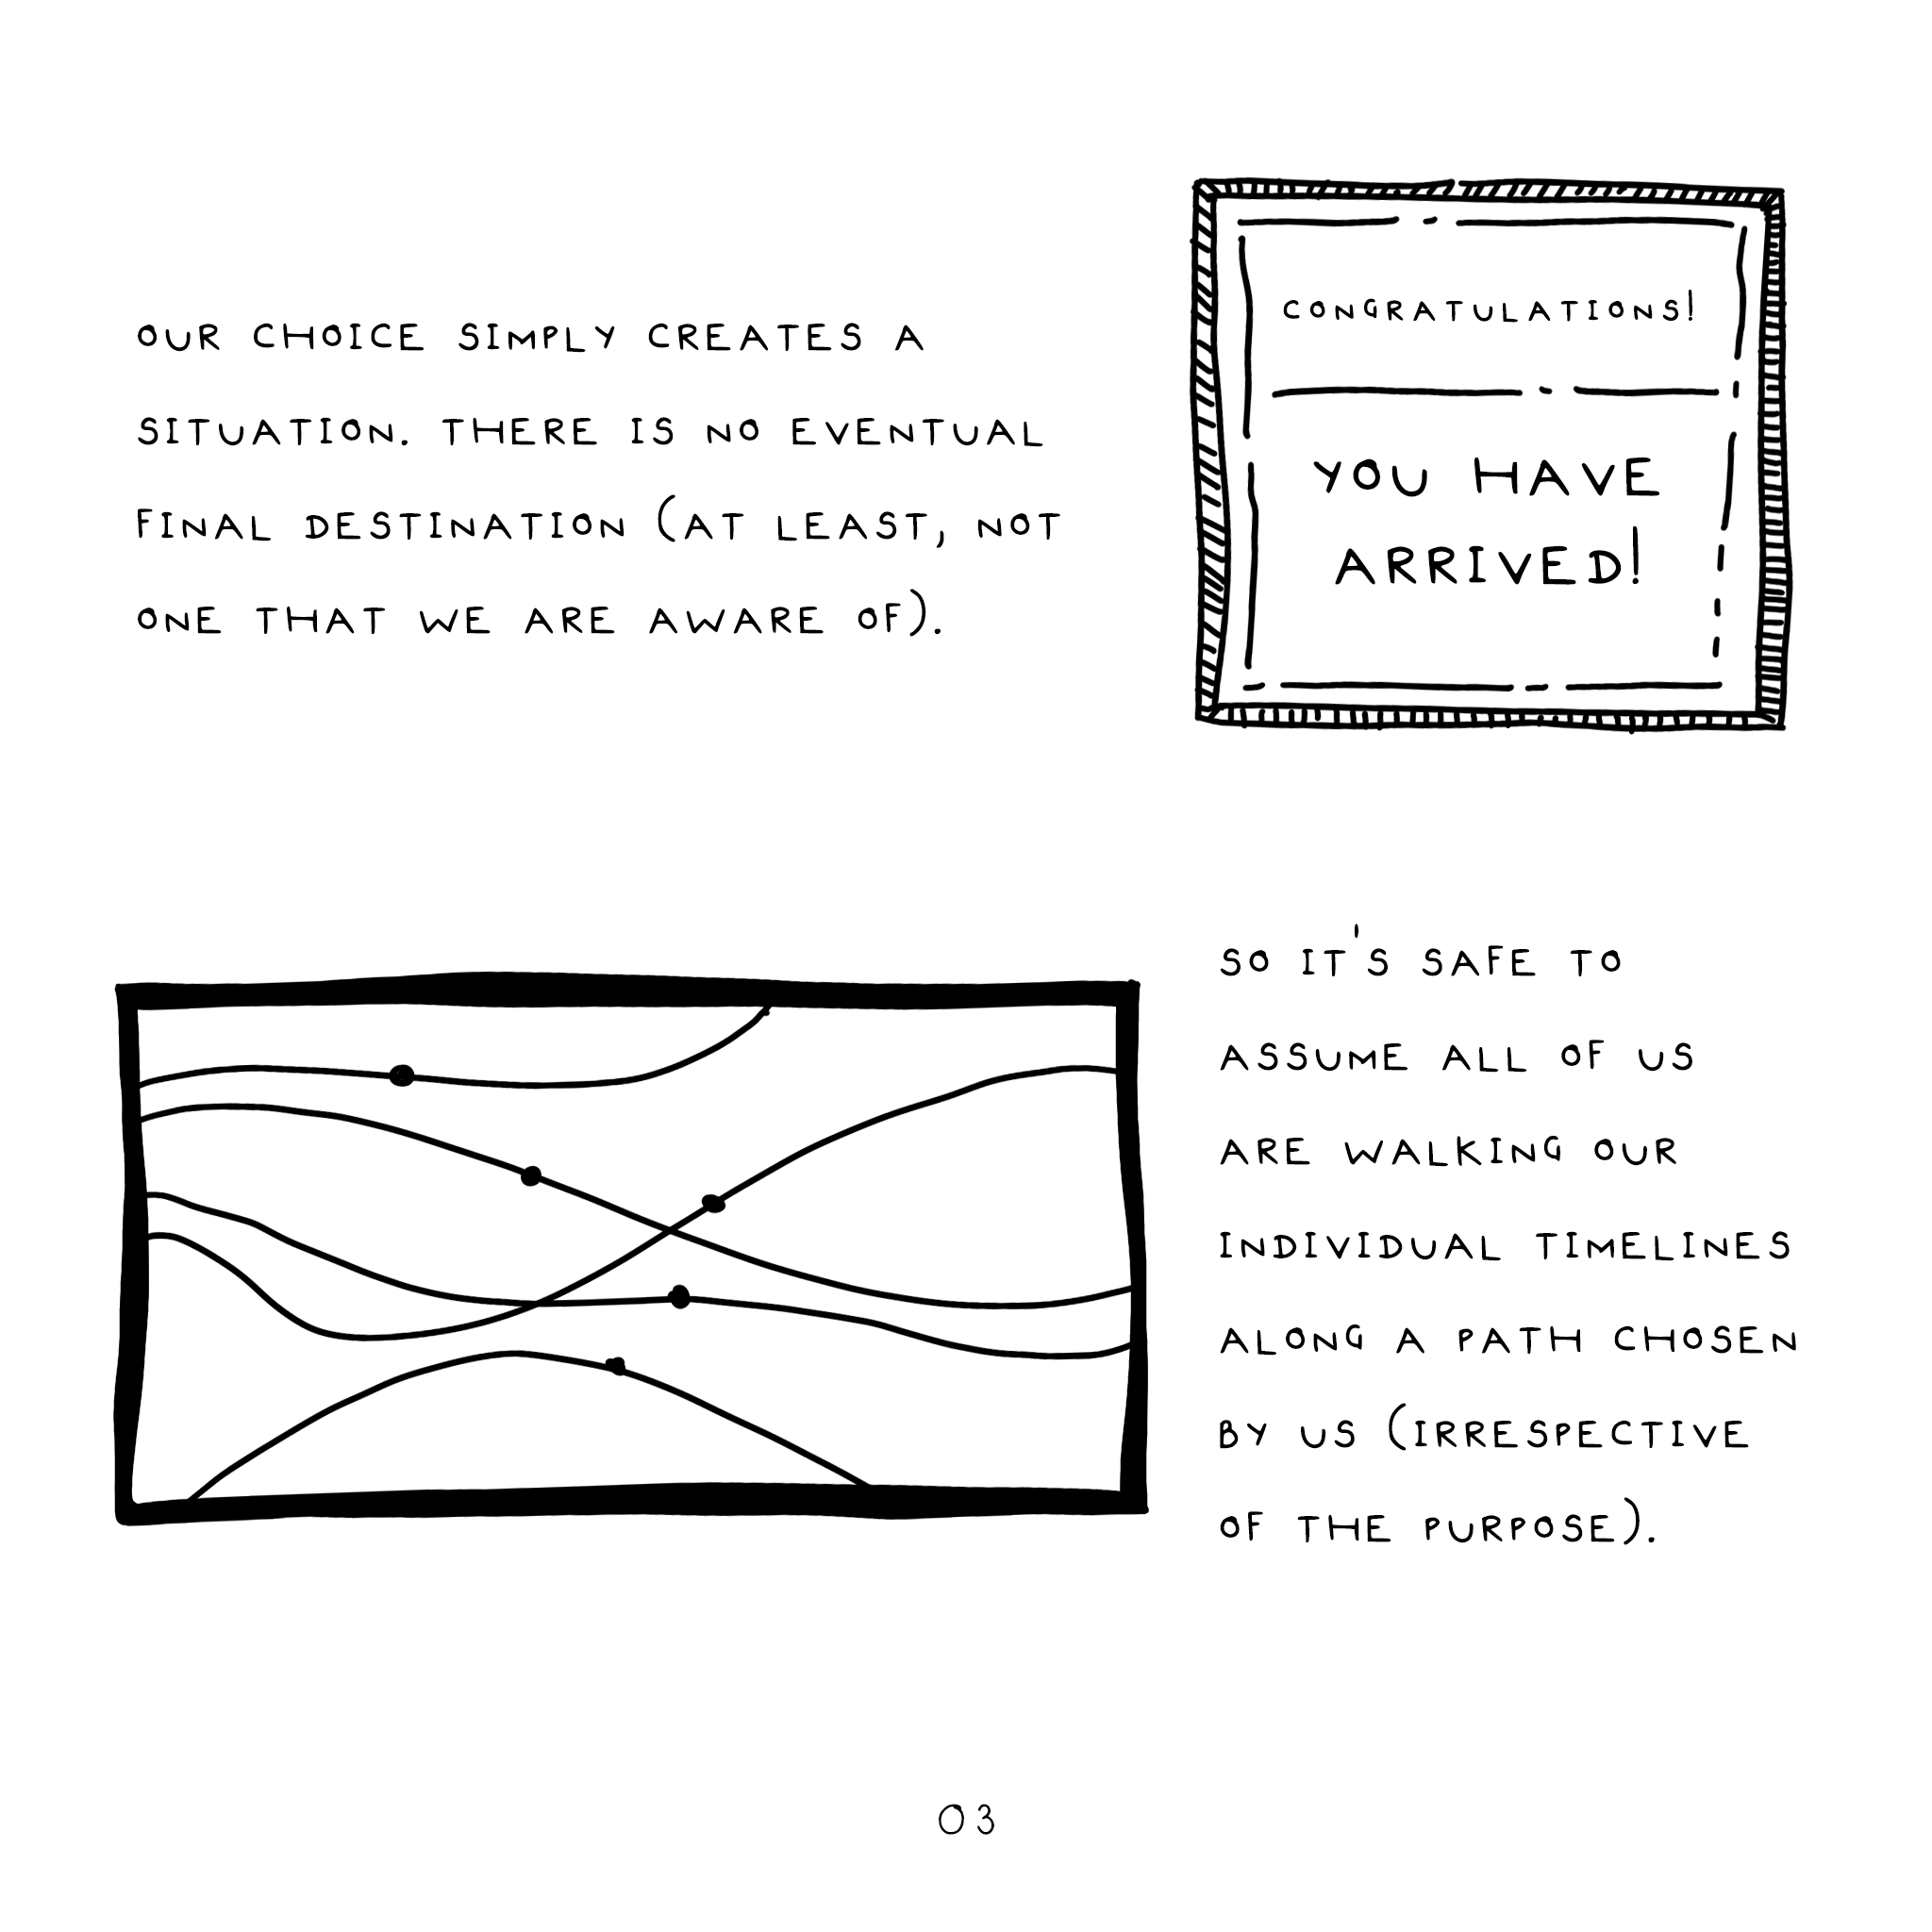 OUR CHOICE SIMPLY CREATES A
SITUATION. THERE IS NO EVENTUAL
FINAL DESTINATION (AT LEAST, NOT
ONE THAT WE ARE AWARE OF).
CONGRATULATIONS!
YOU HAVE
ARRIVED!
SO IT'S SAFE TO
ASSUME ALL OF US
ARE WALKING OUR
INDIVIDUAL TIMELINES
ALONG A PATH CHOSEN
BY US (IRRESPECTIVE
OF THE PURPOSE).
03